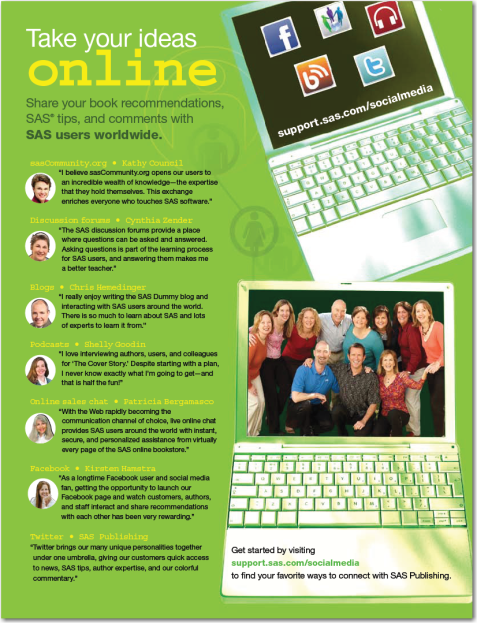 Take your ideas
online
Share your book recommendations,
SAS® tips, and comments with
SAS users worldwide.
sasCommunity.org • Kathy Council
"I believe sasCommunity.org opens our users to
an incredible wealth of knowledge—the expertise
that they hold themselves. This exchange
enriches everyone who touches SAS software."
Discussion forums • Cynthia Zender
"The SAS discussion forums provide a place
where questions can be asked and answered.
Asking questions is part of the learning process
for SAS users, and answering them makes me
a better teacher."
Blogs • Chris Hemedinger
"I really enjoy writing the SAS Dummy blog and
interacting with SAS users around the world.
There is so much to learn about SAS and lots
of experts to learn it from."
Podcasts • Shelly Goodin
"I love interviewing authors, users, and colleagues
for 'The Cover Story.' Despite starting with a plan,
I never know exactly what I'm going to get—and
that is half the fun!"
Online sales chat • Patricia Bergamasco
"With the Web rapidly becoming the
communication channel of choice, live online chat
provides SAS users around the world with instant,
secure, and personalized assistance from virtually
every page of the SAS online bookstore."
Facebook • Kirsten Hamstra
"As a longtime Facebook user and social media
fan, getting the opportunity to launch our
Facebook page and watch customers, authors,
and staff interact and share recommendations
with each other has been very rewarding."
Twitter • SAS Publishing
"Twitter brings our many unique personalities together
under one umbrella, giving our customers quick access
to news, SAS tips, author expertise, and our colorful
commentary."
support.sas.com/socialmedia
Get started by visiting
support.sas.com/socialmedia
to find your favorite ways to connect with SAS Publishing.